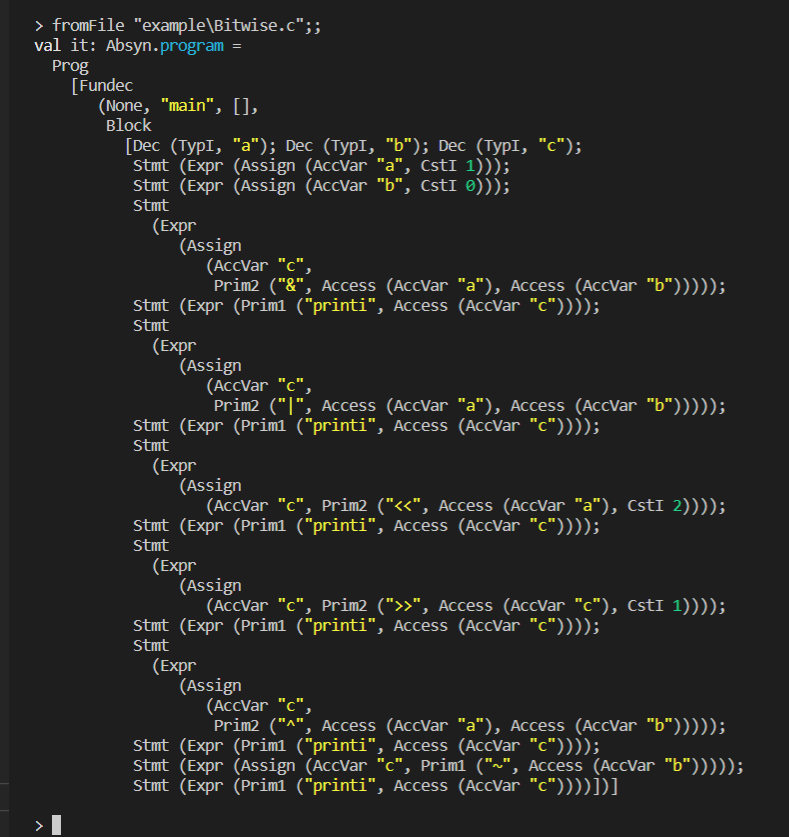 > fromFile "example\Bitwise.c";;
val it: Absyn.program =
  Prog
    [Fundec
       (None, "main", [],
        Block
          [Dec (TypI, "a"); Dec (TypI, "b"); Dec (TypI, "c");
           Stmt (Expr (Assign (AccVar "a", CstI 1)));
           Stmt (Expr (Assign (AccVar "b", CstI 0)));
           Stmt
             (Expr
                (Assign
                   (AccVar "c",
                    Prim2 ("&", Access (AccVar "a"), Access (AccVar "b")))));
           Stmt (Expr (Prim1 ("printi", Access (AccVar "c"))));
           Stmt
             (Expr
                (Assign
                   (AccVar "c",
                    Prim2 ("|", Access (AccVar "a"), Access (AccVar "b")))));
           Stmt (Expr (Prim1 ("printi", Access (AccVar "c"))));
           Stmt
             (Expr
                (Assign
                   (AccVar "c", Prim2 ("<<", Access (AccVar "a"), CstI 2))));
           Stmt (Expr (Prim1 ("printi", Access (AccVar "c"))));
           Stmt
             (Expr
                (Assign
                   (AccVar "c", Prim2 (">>", Access (AccVar "c"), CstI 1))));
           Stmt (Expr (Prim1 ("printi", Access (AccVar "c"))));
           Stmt
             (Expr
                (Assign
                   (AccVar "c",
                    Prim2 ("^", Access (AccVar "a"), Access (AccVar "b")))));
           Stmt (Expr (Prim1 ("printi", Access (AccVar "c"))));
           Stmt (Expr (Assign (AccVar "c", Prim1 ("~", Access (AccVar "b")))));
           Stmt (Expr (Prim1 ("printi", Access (AccVar "c"))))])]
>